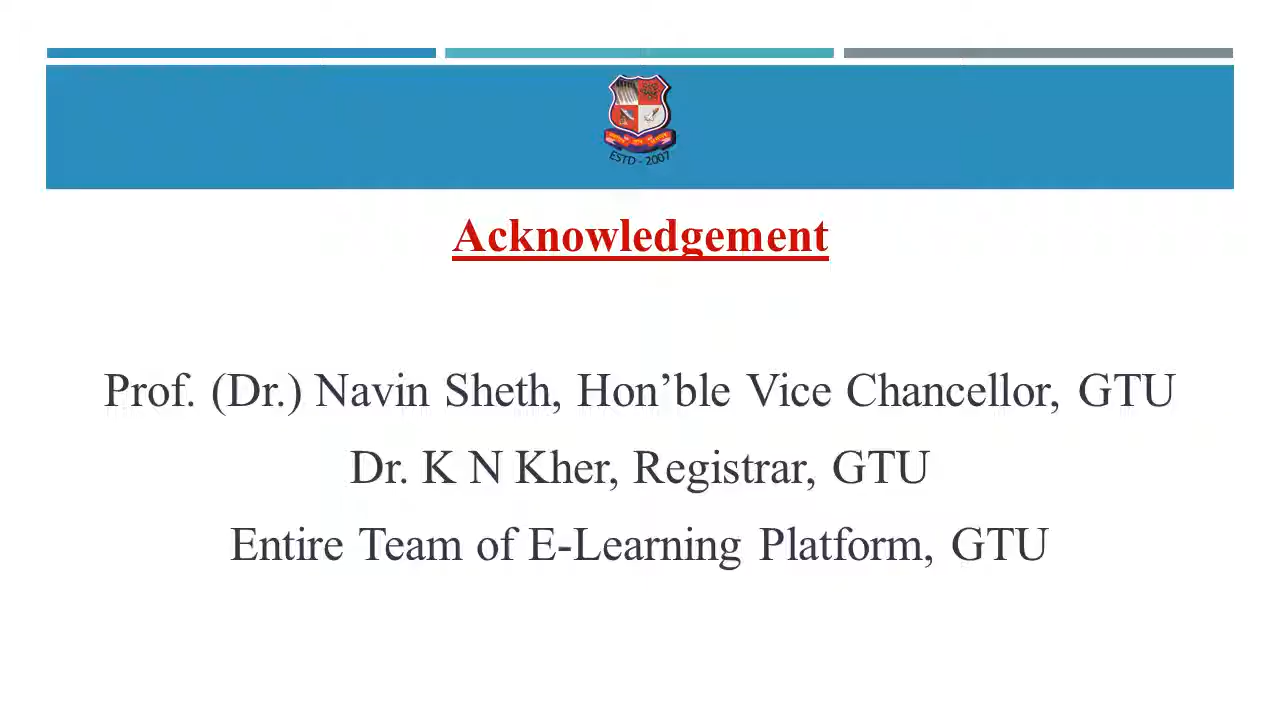 ESTD - 2007
Acknowledgement
Prof. (Dr.) Navin Sheth, Hon’ble Vice Chancellor, GTU
Dr. K N Kher, Registrar, GTU
Entire Team of E-Learning Platform, GTU